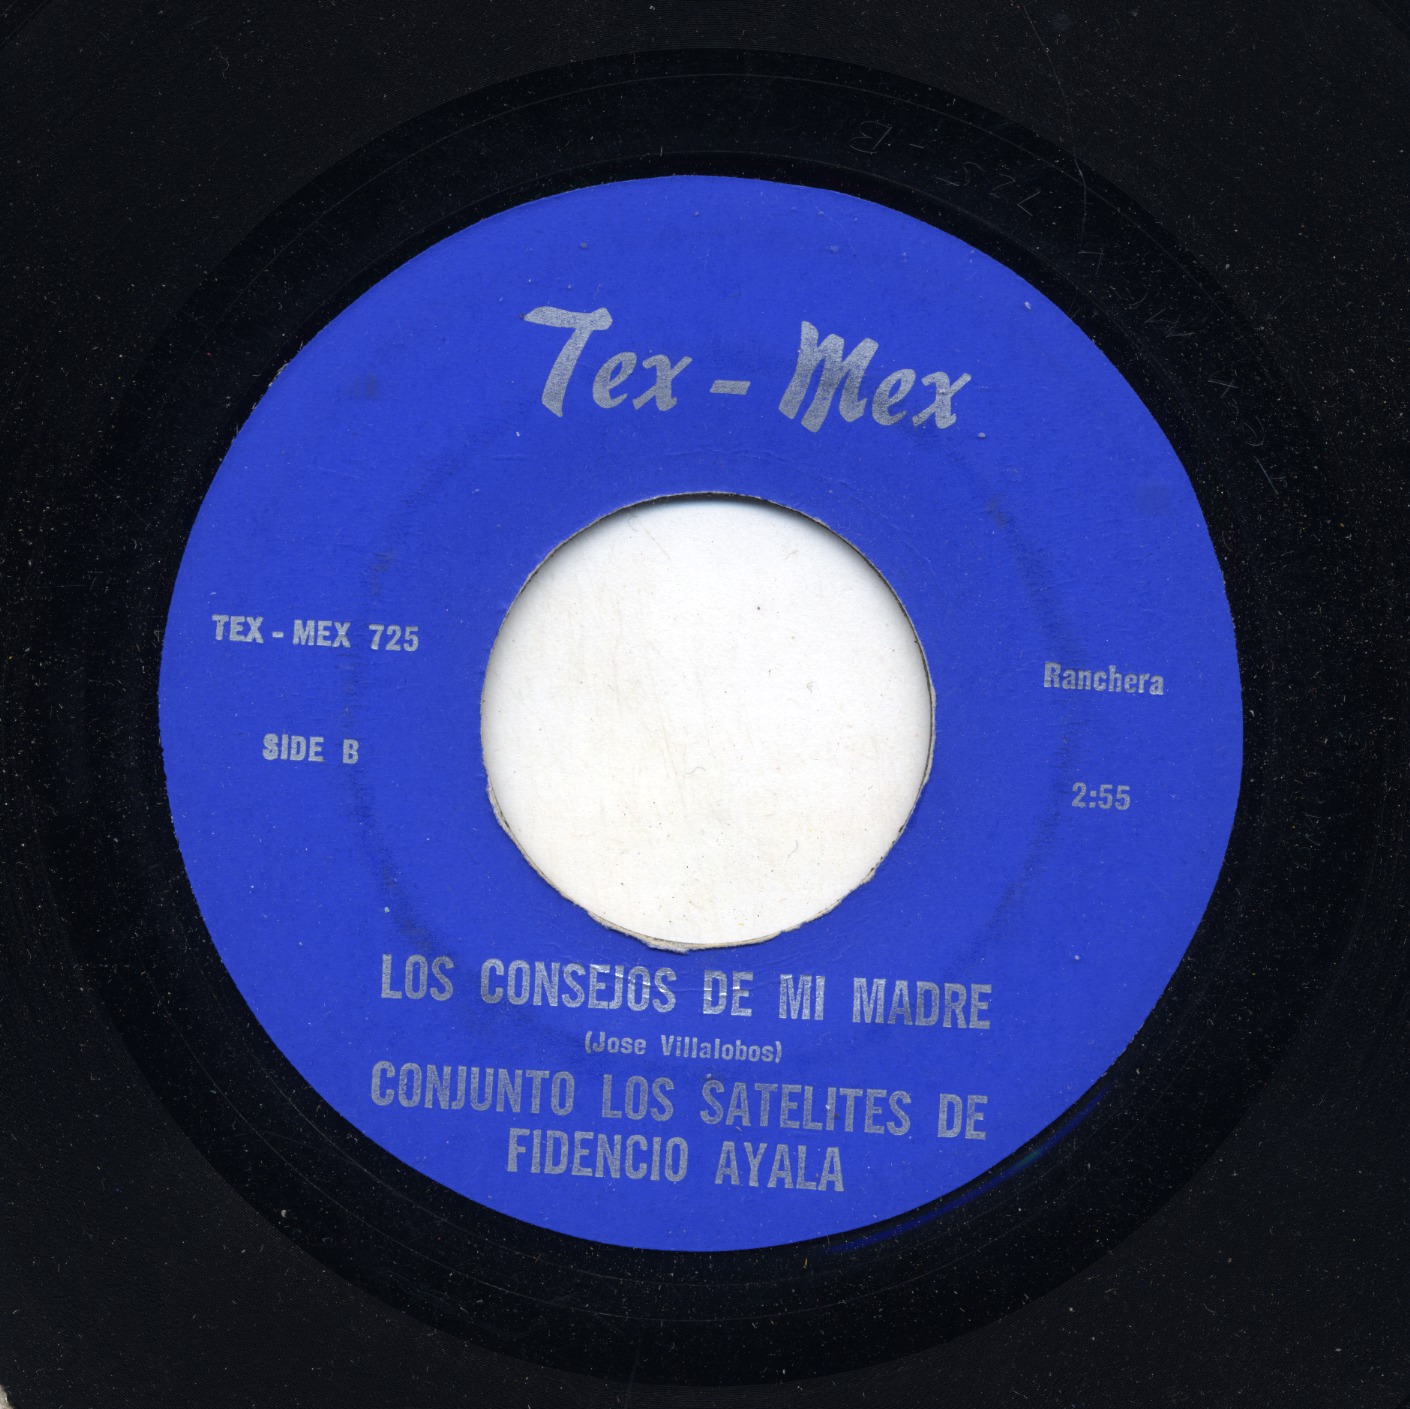 Tex - Mex
TEX - MEX 725
Ranchera
SIDE B
2:55
LOS CONSEJOS DE MI MADRE
(Jose Villalobos)
CONJUNTO LOS SATELITES DE
FIDENCIO AYALA
725-B